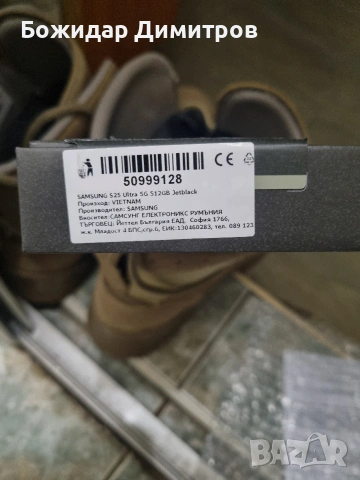 Божидар Димитров
50999128
SAMSUNG S25 Ultra 5G 512GB Jetblack
Произход: VIETNAM
Производител: SAMSUNG
Вносител: САМСУНГ ЕЛЕКТРОНИКС РУМЪНИЯ
ТЪРГОВЕЦ: Йеттел България ЕАД, София 1766,
ж.к. Младост 4 БПС,сгр.6, ЕИК:130460283, тел. 089 123
BAZAR